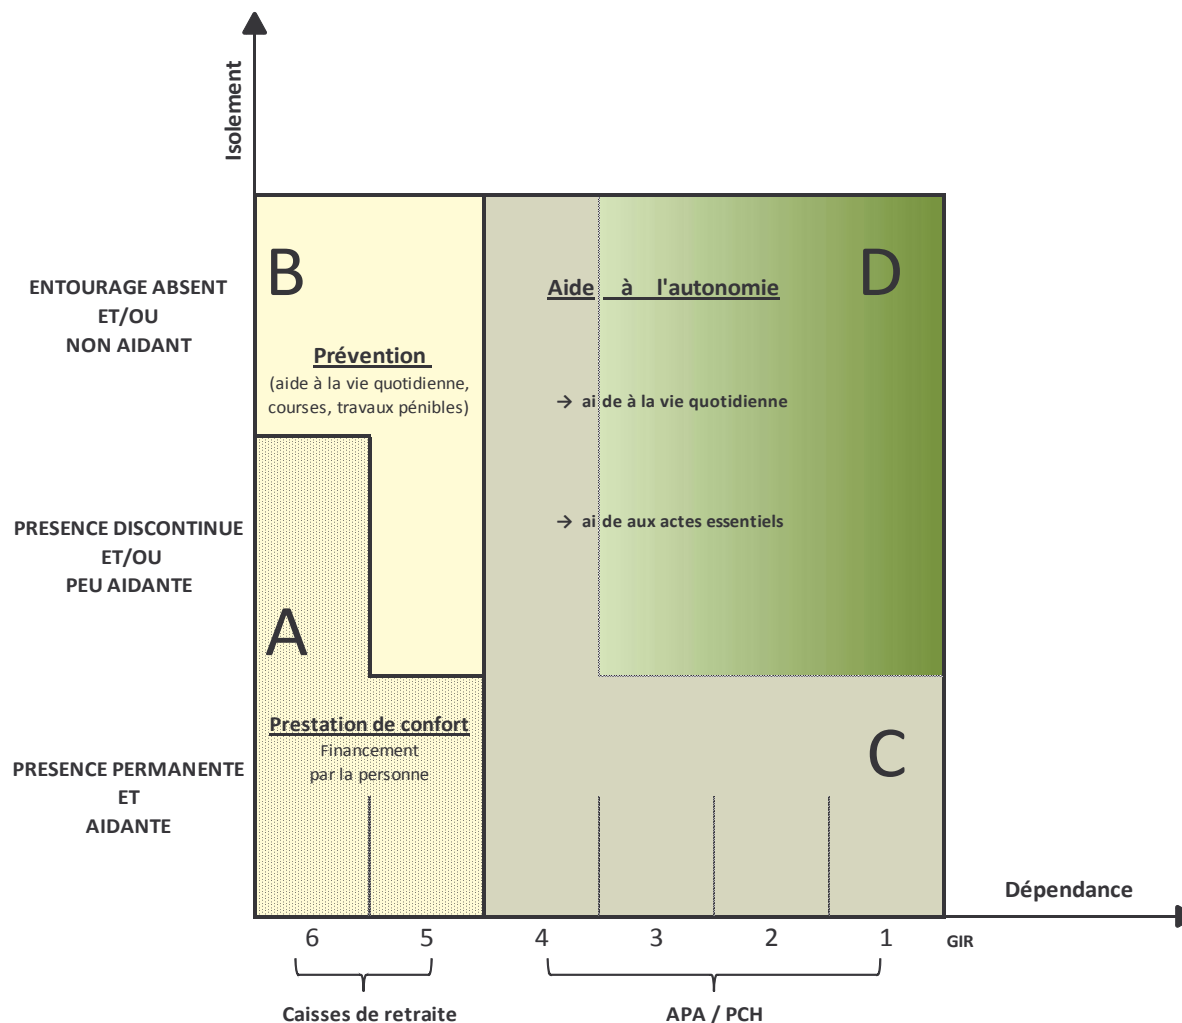 Isolement
B
D
ENTOURAGE ABSENT
ET/OU
NON AIDANT
Aide à l'autonomie
Prévention
(aide à la vie quotidienne,
courses, travaux pénibles)
→ aide à la vie quotidienne
PRESENCE DISCONTINUE
ET/OU
PEU AIDANTE
→ aide aux actes essentiels
A
Prestation de confort
Financement
par la personne
C
PRESENCE PERMANENTE
ET
AIDANTE
Dépendance
6 5 4 3 2 1 GIR
Caisses de retraite
APA / PCH